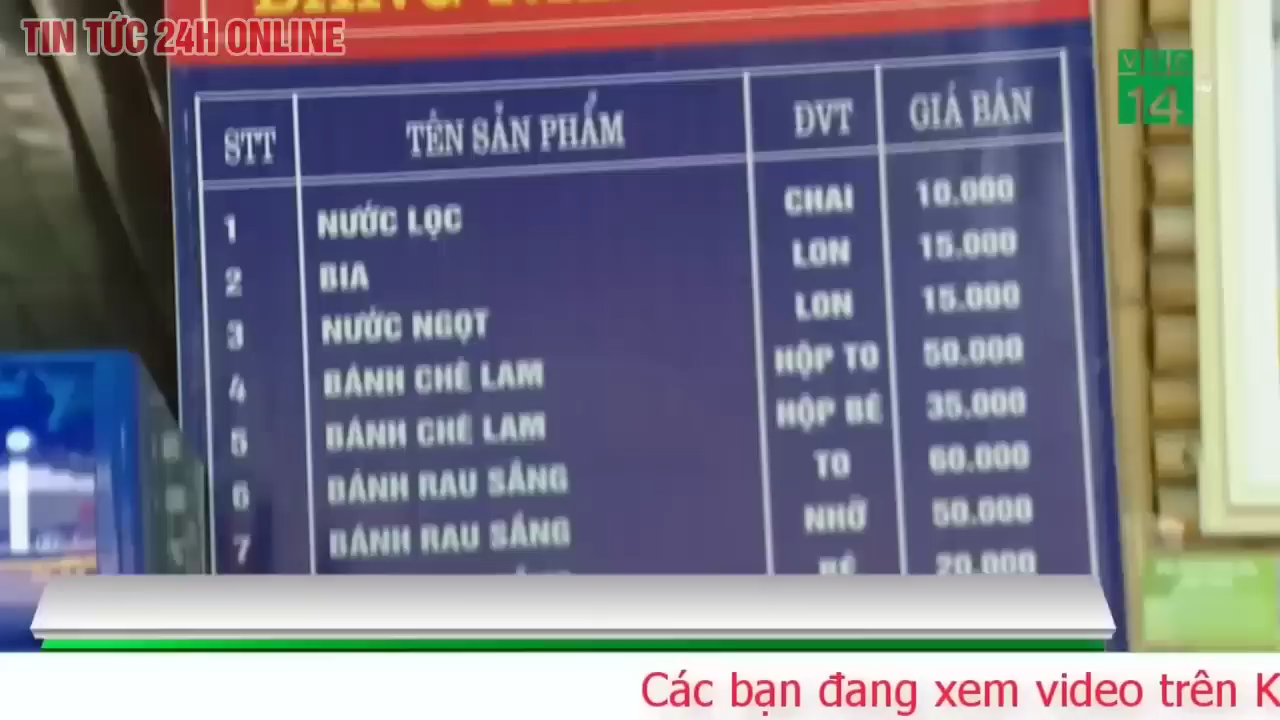 TIN TỨC 24H ONLINE
14
STT TÊN SẢN PHẨM ĐVT GIÁ BÁN
1 NƯỚC LỌC CHAI 10.000
2 BIA LON 15.000
3 NƯỚC NGỌT LON 15.000
4 BÁNH CHÈ LAM HỘP TO 50.000
5 BÁNH CHÈ LAM HỘP BÉ 35.000
6 BÁNH RAU SẮNG TO 60.000
7 BÁNH RAU SẮNG NHỠ 50.000
BÉ 20.000
Các bạn đang xem video trên K